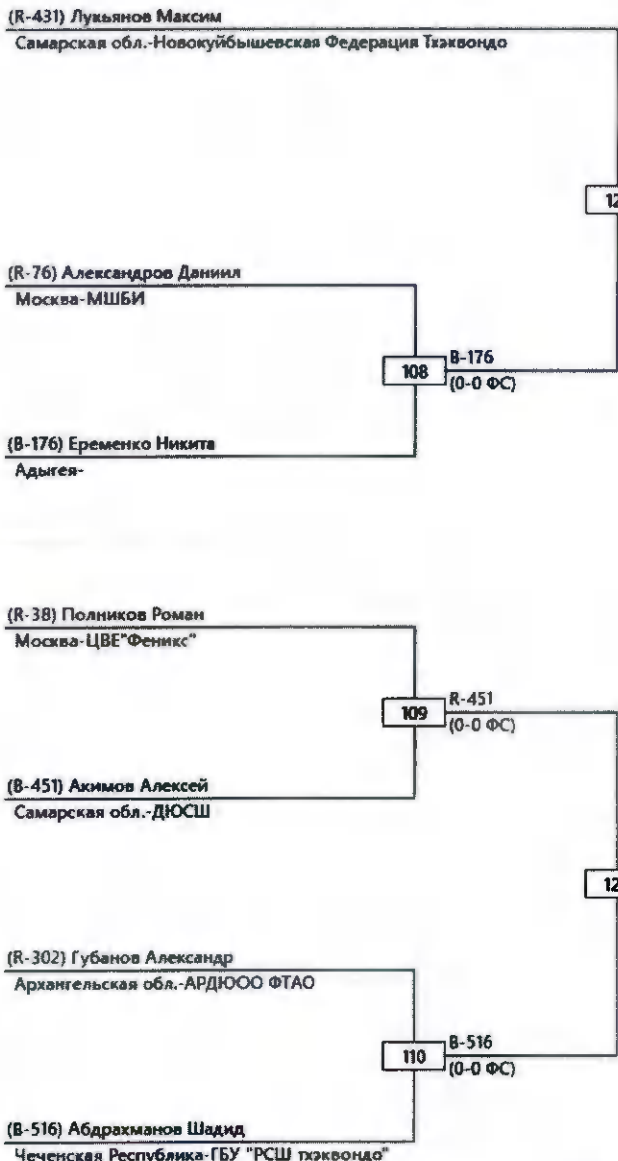 (R-431) Лукьянов Максим
Самарская обл.-Новокуйбышевская Федерация Тхэквондо
(R-76) Александров Даниил
Москва-МШБИ
108
B-176
(0-0 ФС)
(B-176) Еременко Никита
Адыгея-
(R-38) Полников Роман
Москва-ЦВЕ"Феникс"
109
R-451
(0-0 ФС)
(B-451) Акимов Алексей
Самарская обл.-ДЮСШ
(R-302) Губанов Александр
Архангельская обл.-АРДЮОО ФТАО
110
B-516
(0-0 ФС)
(B-516) Абдрахманов Шадид
Чеченская Республика-ГБУ "РСШ тхэквондо"